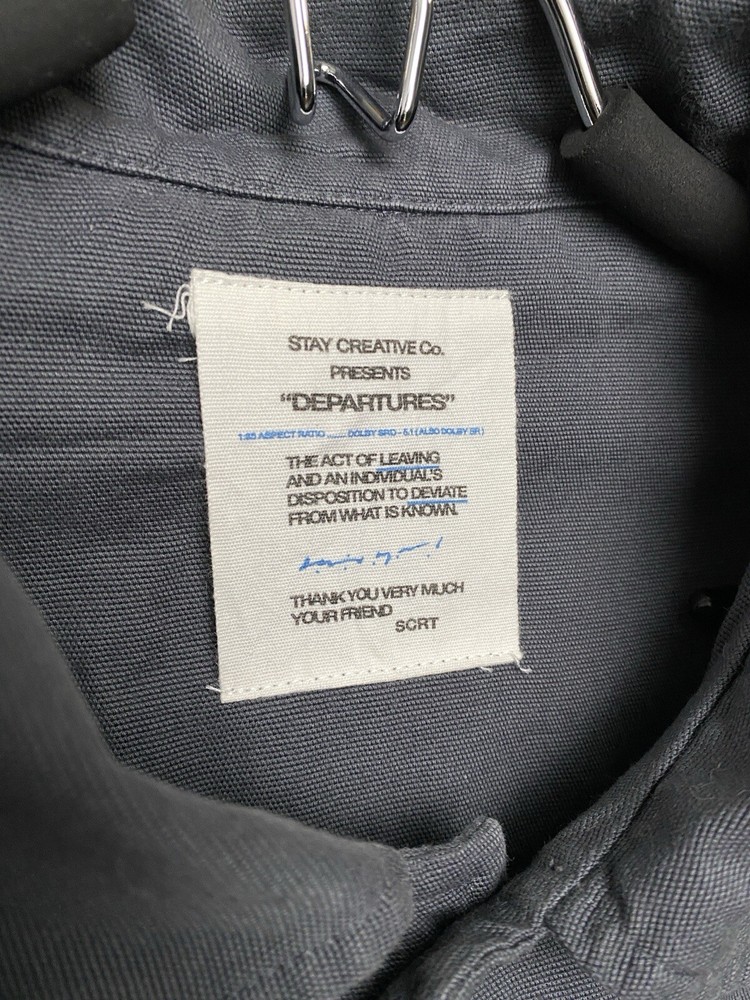 STAY CREATIVE Co.
PRESENTS
"DEPARTURES"
1:85 ASPECT RATIO ........ DOLBY SRD - 5.1 ( ALSO DOLBY SR )
THE ACT OF LEAVING
AND AN INDIVIDUAL'S
DISPOSITION TO DEVIATE
FROM WHAT IS KNOWN.
THANK YOU VERY MUCH
YOUR FRIEND
SCRT